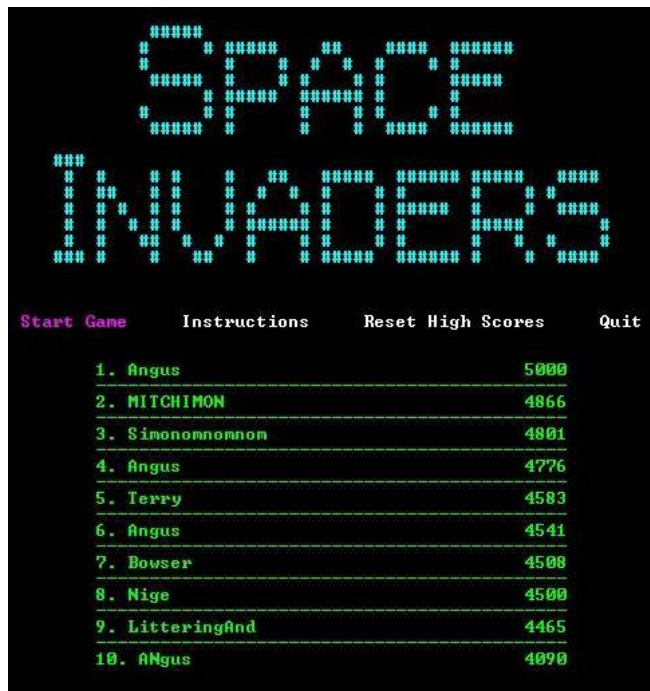 SPACE
INVADERS
Start Game Instructions Reset High Scores Quit
1. Angus 5000
2. MITCHIMON 4866
3. Simonomnomnom 4801
4. Angus 4776
5. Terry 4583
6. Angus 4541
7. Bowser 4508
8. Nige 4500
9. LitteringAnd 4465
10. ANgus 4090